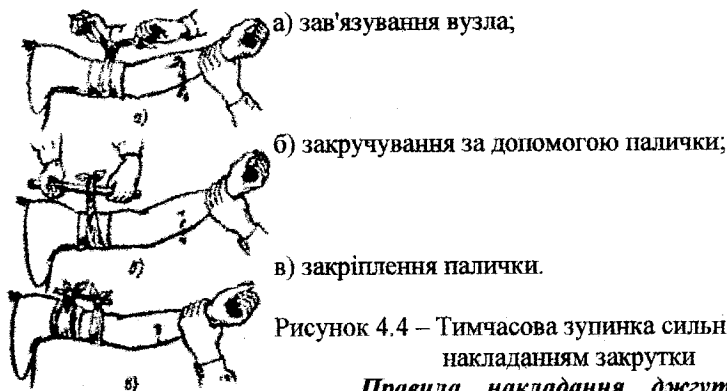 а) зав'язування вузла;
а)
б) закручування за допомогою палички;
б)
в) закріплення палички.
Рисунок 4.4 – Тимчасова зупинка сильн
накладанням закрутки
в)
Правила накладання джгут